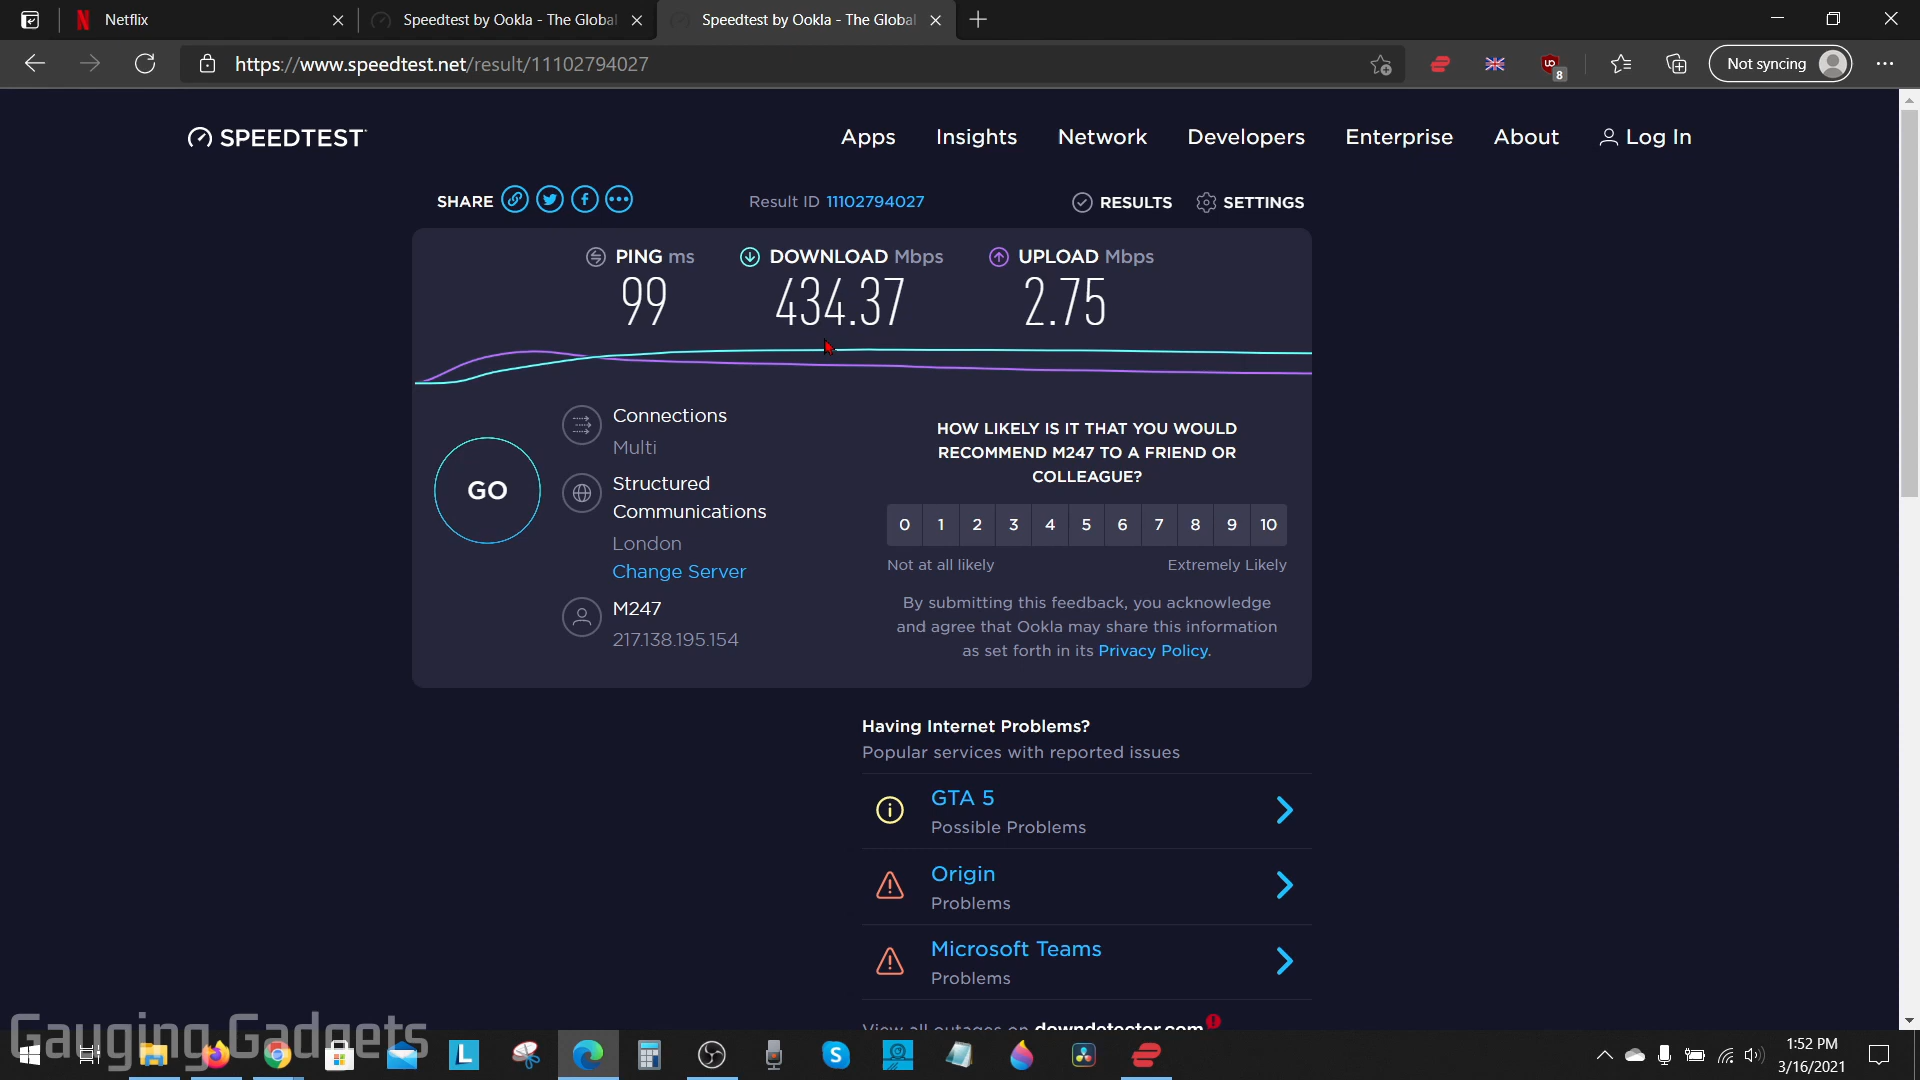 Netflix
Speedtest by Ookla - The Global
Speedtest by Ookla - The Global
https://www.speedtest.net/result/11102794027
8
Not syncing
SPEEDTEST
Apps
Insights
Network
Developers
Enterprise
About
Log In
SHARE
Result ID 11102794027
RESULTS
SETTINGS
PING ms
DOWNLOAD Mbps
UPLOAD Mbps
99
434.37
2.75
Connections
Multi
GO
Structured
Communications
London
Change Server
M247
217.138.195.154
HOW LIKELY IS IT THAT YOU WOULD
RECOMMEND M247 TO A FRIEND OR
COLLEAGUE?
0 1 2 3 4 5 6 7 8 9 10
Not at all likely
Extremely Likely
By submitting this feedback, you acknowledge
and agree that Ookla may share this information
as set forth in its Privacy Policy.
Having Internet Problems?
Popular services with reported issues
GTA 5
Possible Problems
Origin
Problems
Microsoft Teams
Problems
View all outages on downdetector.com
Gauging Gadgets
L
1:52 PM
3/16/2021